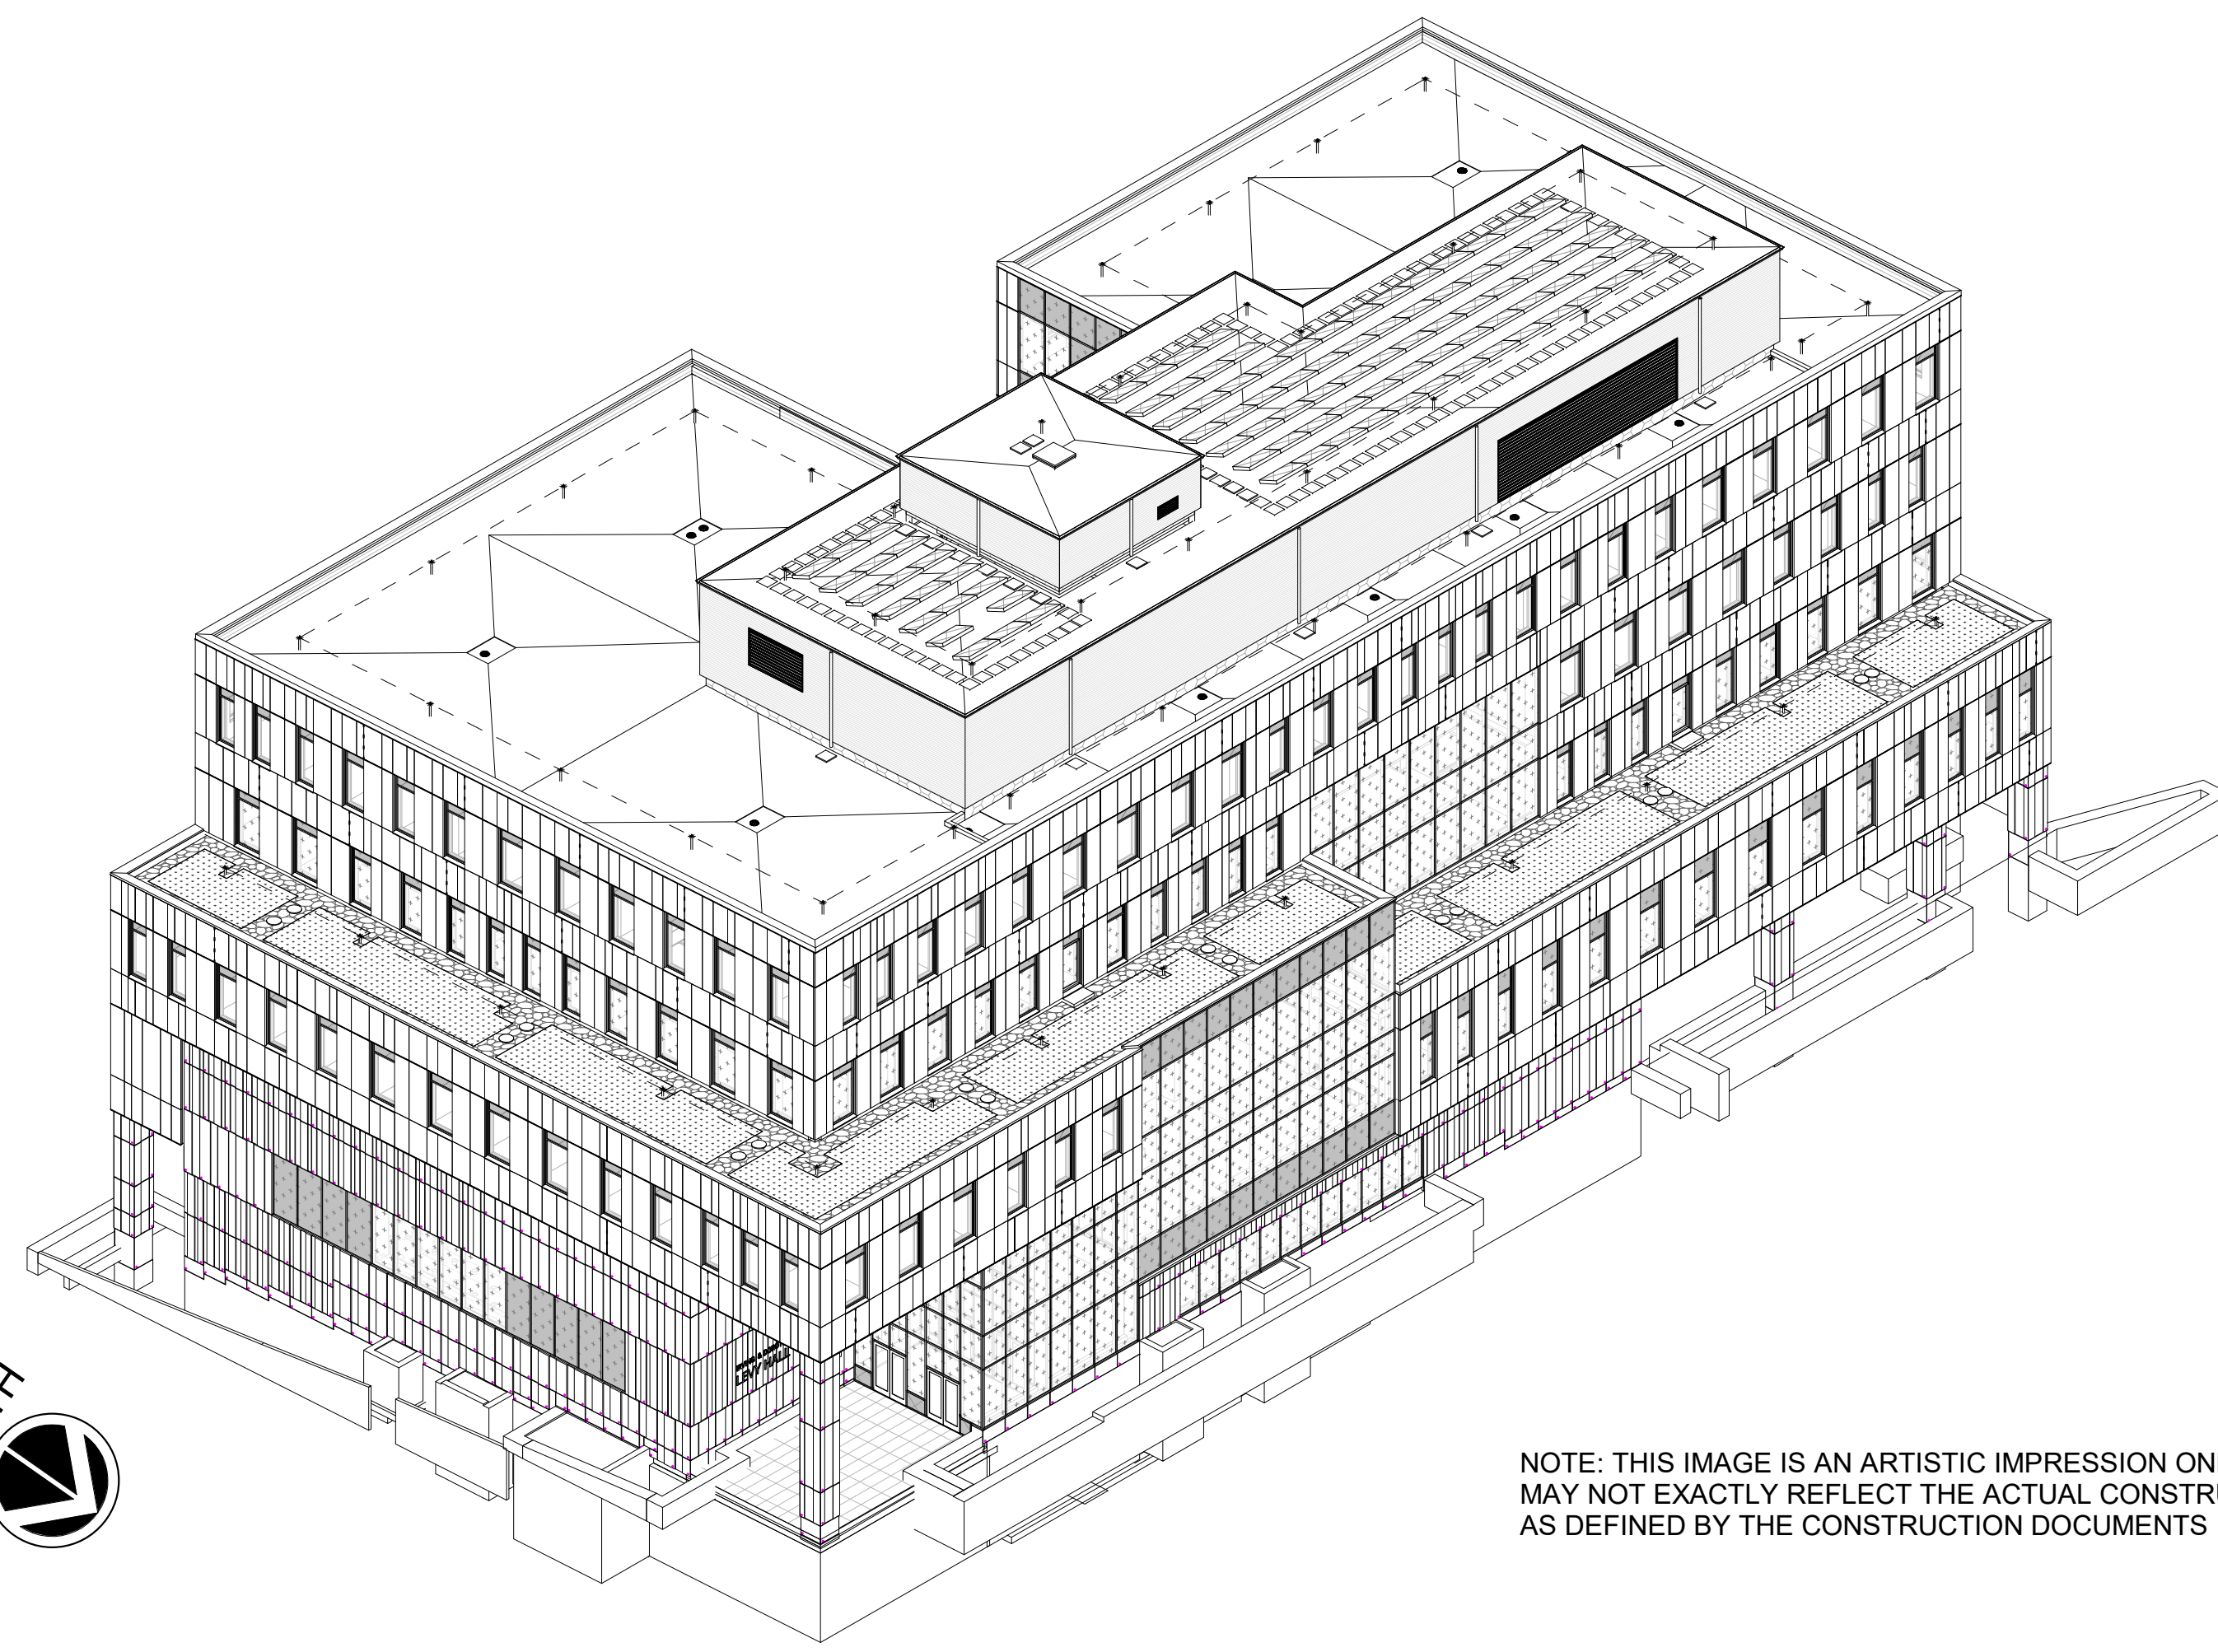 LEVY HALL
NOTE: THIS IMAGE IS AN ARTISTIC IMPRESSION ON
MAY NOT EXACTLY REFLECT THE ACTUAL CONSTR
AS DEFINED BY THE CONSTRUCTION DOCUMENTS